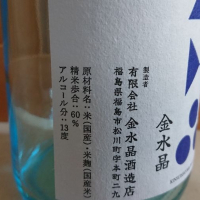 金水晶
製造者
有限会社 金水晶酒造店
福島県福島市松川町字本町二九
原材料名:米(国産)・米麹(国産米)
精米歩合:60%
アルコール分:13度